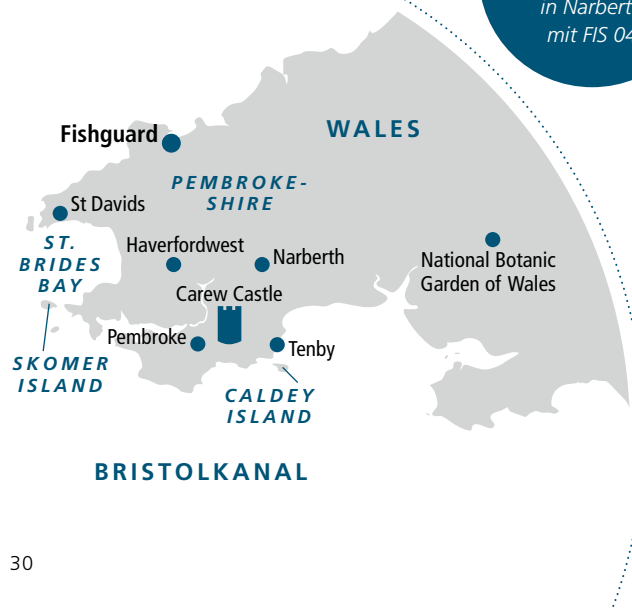 in Narbert
mit FIS 04
WALES
Fishguard
PEMBROKE-
SHIRE
St Davids
ST.
BRIDES
BAY
Haverfordwest
Narberth
National Botanic
Garden of Wales
Carew Castle
Pembroke
Tenby
SKOMER
ISLAND
CALDEY
ISLAND
BRISTOLKANAL
30